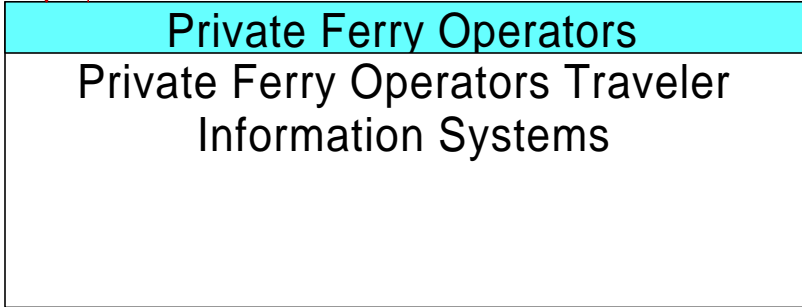 Private Ferry Operators
Private Ferry Operators Traveler
Information Systems